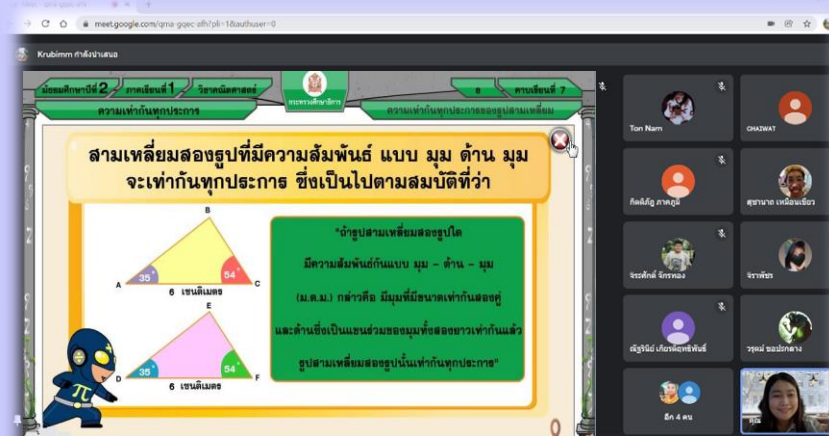 meet.google.com/qma-gqec-afh?pli=1&authuser=0
Krubimm กำลังนำเสนอ
มัธยมศึกษาปีที่ 2 ภาคเรียนที่ 1 วิชาคณิตศาสตร์
กระทรวงศึกษาธิการ
คาบเรียนที่ 7
ความเท่ากันทุกประการ
ความเท่ากันทุกประการของรูปสามเหลี่ยม
สามเหลี่ยมสองรูปที่มีความสัมพันธ์ แบบ มุม ด้าน มุม
จะเท่ากันทุกประการ ซึ่งเป็นไปตามสมบัติที่ว่า
B
35°
54°
A
C
6 เซนติเมตร
E
35°
54°
D
F
6 เซนติเมตร
π
"ถ้ารูปสามเหลี่ยมสองรูปใด
มีความสัมพันธ์กันแบบ มุม - ด้าน - มุม
(ม.ด.ม.) กล่าวคือ มีมุมที่มีขนาดเท่ากันสองคู่
และด้านซึ่งเป็นแขนร่วมของมุมทั้งสองยาวเท่ากันแล้ว
รูปสามเหลี่ยมสองรูปนั้นเท่ากันทุกประการ"
Ton Nam
CHAIWAT
กิตติภัฎ ภาคภูมิ
สุชานาถ เหมือนเขียว
จิระศักดิ์ จักรทอง
จิราพัชร
ณัฐรินีย์ เกียรติฤทธิพันธ์
วรุตม์ ขอปรกลาง
อีก 4 คน
คุณ